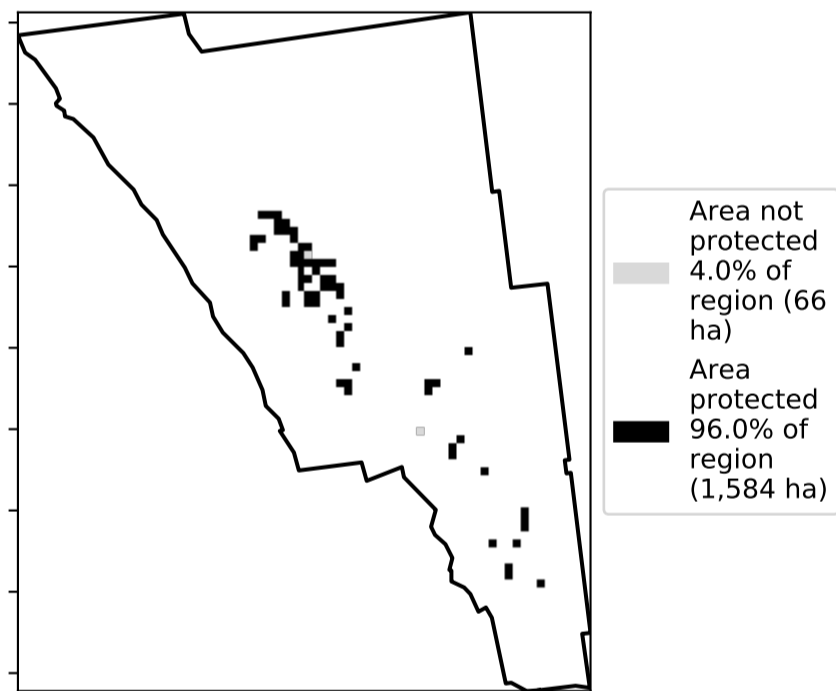 Area not
protected
4.0% of
region (66
ha)
Area
protected
96.0% of
region
(1,584 ha)